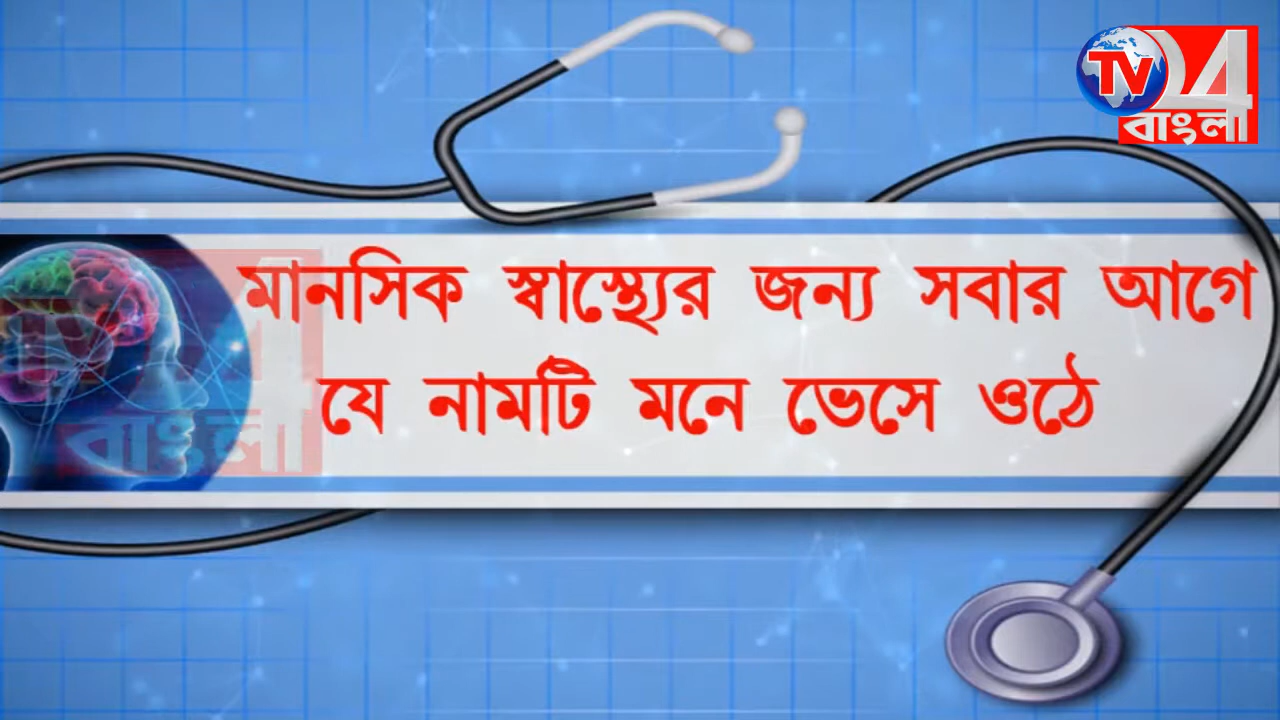 TV 24
বাংলা
মানসিক স্বাস্থ্যের জন্য সবার আগে
যে নামটি মনে ভেসে ওঠে
বাংলা